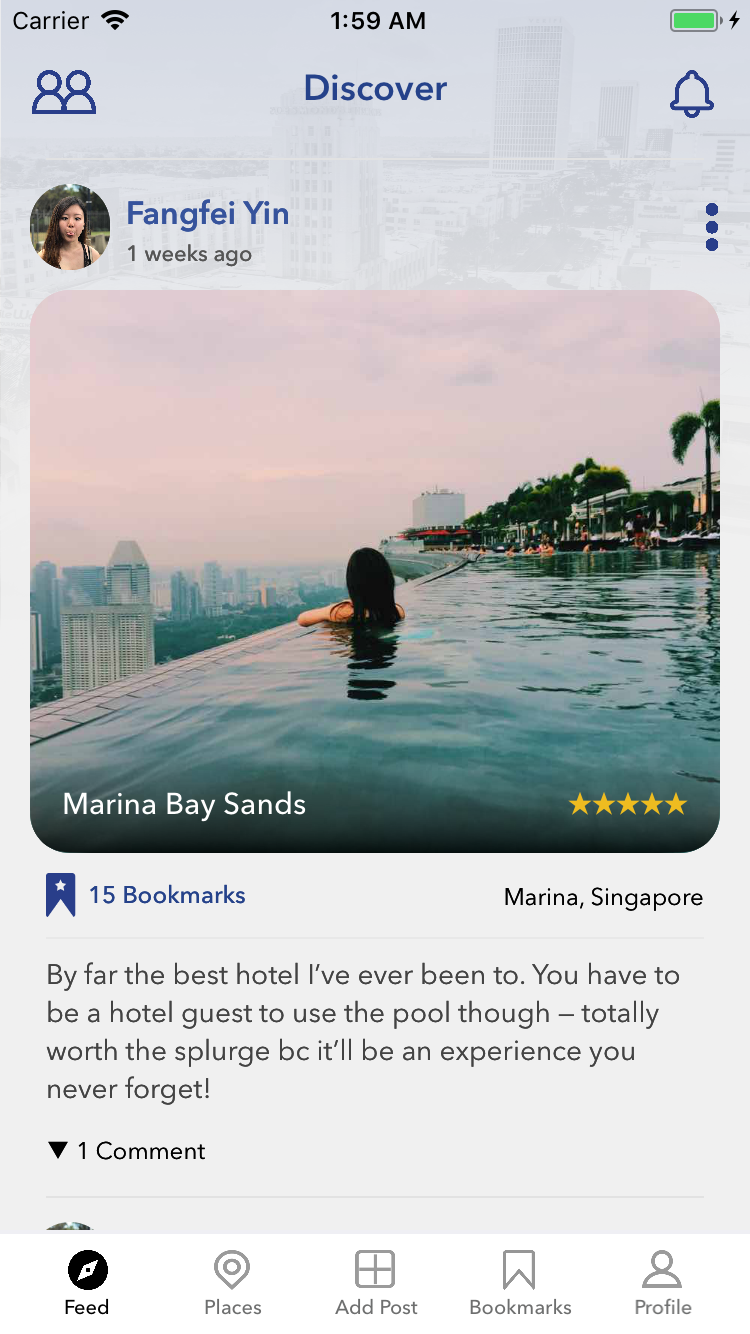 Carrier 1:59 AM
Discover
Fangfei Yin
1 weeks ago
Marina Bay Sands
15 Bookmarks
Marina, Singapore
By far the best hotel I’ve ever been to. You have to
be a hotel guest to use the pool though – totally
worth the splurge bc it’ll be an experience you
never forget!
▼ 1 Comment
Feed Places Add Post Bookmarks Profile